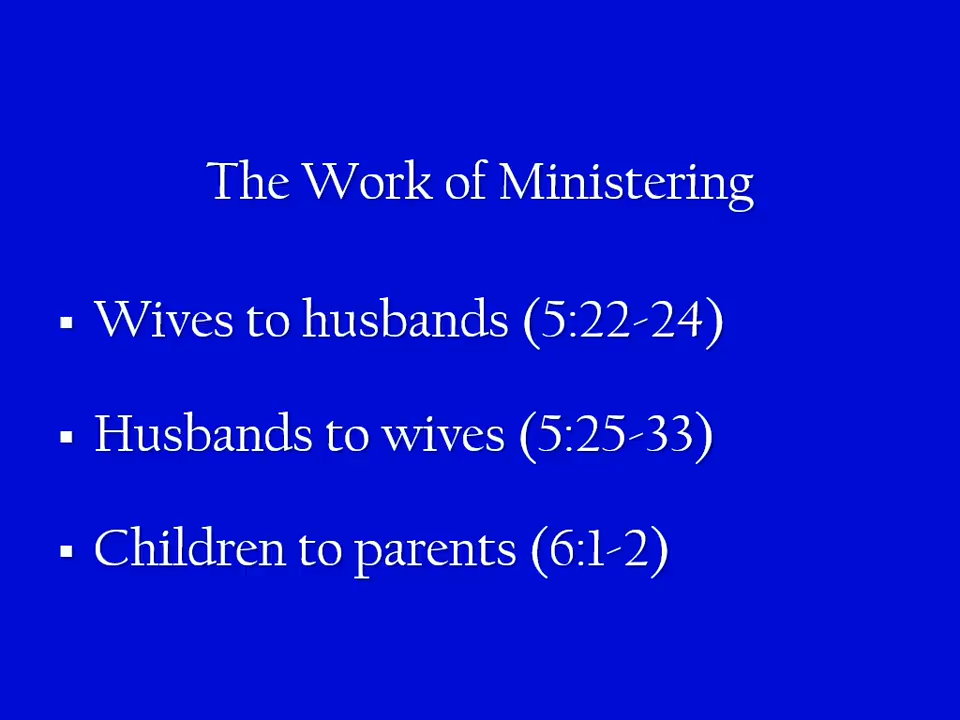 The Work of Ministering
▪ Wives to husbands (5:22-24)
▪ Husbands to wives (5:25-33)
▪ Children to parents (6:1-2)